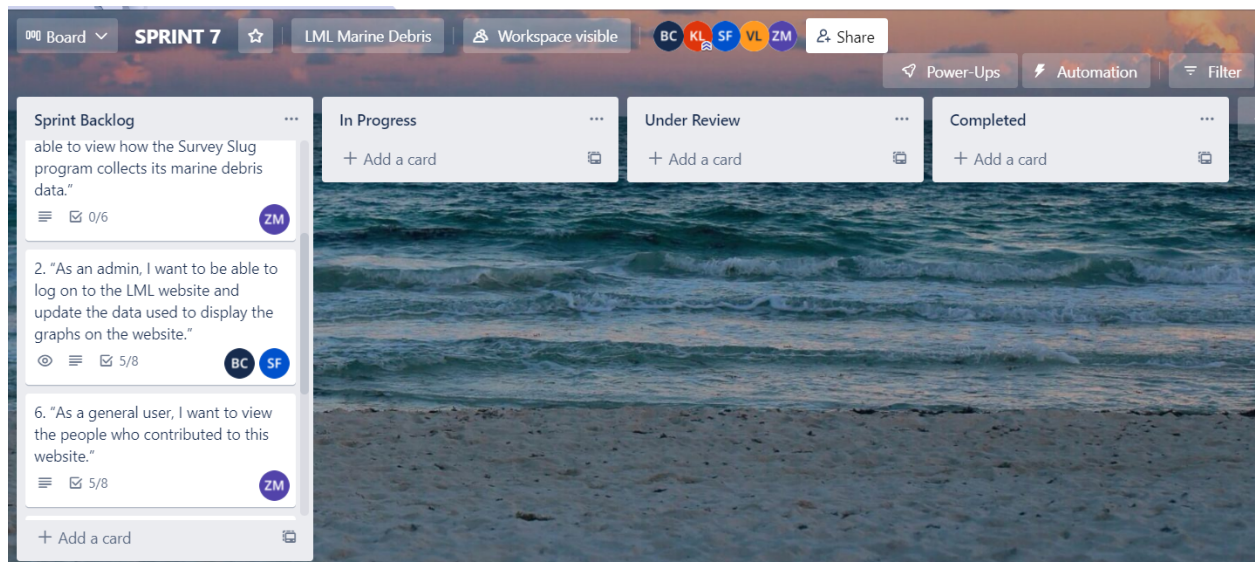 Board SPRINT 7 LML Marine Debris Workspace visible BC KL SF VL ZM Share
Power-Ups Automation Filter
Sprint Backlog
able to view how the Survey Slug
program collects its marine debris
data.”
0/6 ZM
2. “As an admin, I want to be able to
log on to the LML website and
update the data used to display the
graphs on the website.”
5/8 BC SF
6. “As a general user, I want to view
the people who contributed to this
website.”
5/8 ZM
+ Add a card
In Progress
+ Add a card
Under Review
+ Add a card
Completed
+ Add a card